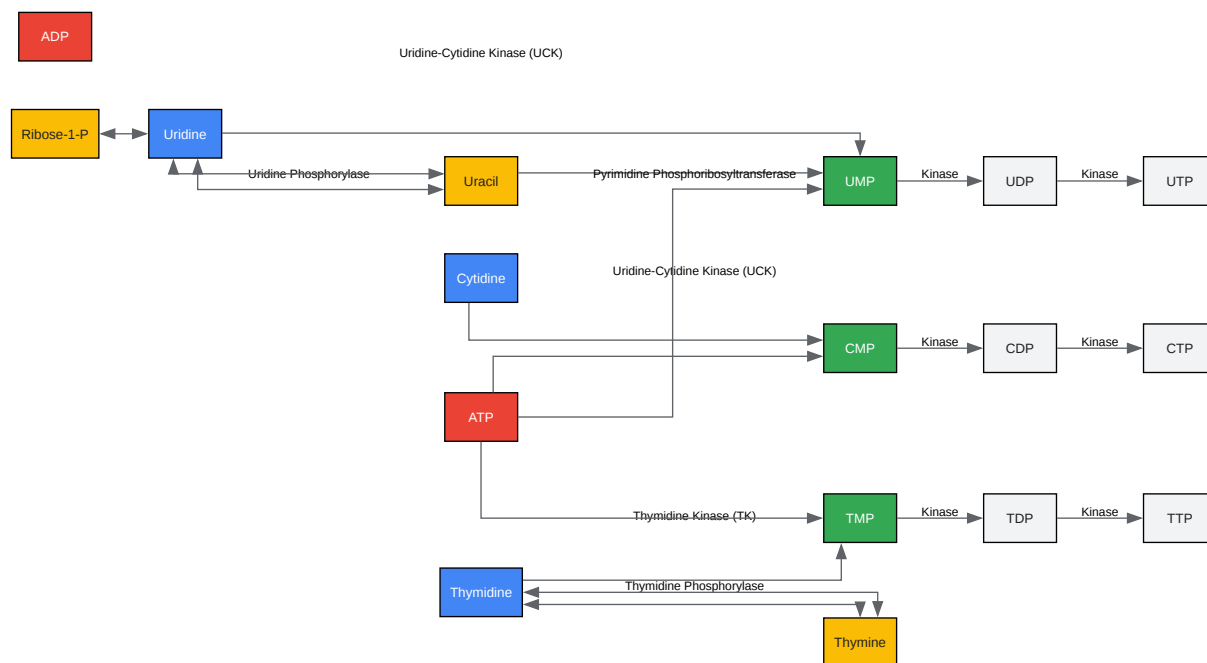 ADP
Uridine-Cytidine Kinase (UCK)
Ribose-1-P
Uridine
Uridine Phosphorylase
Uracil
Pyrimidine Phosphoribosyltransferase
UMP
Kinase
UDP
Kinase
UTP
Cytidine
Uridine-Cytidine Kinase (UCK)
CMP
Kinase
CDP
Kinase
CTP
ATP
Thymidine Kinase (TK)
TMP
Kinase
TDP
Kinase
TTP
Thymidine
Thymidine Phosphorylase
Thymine